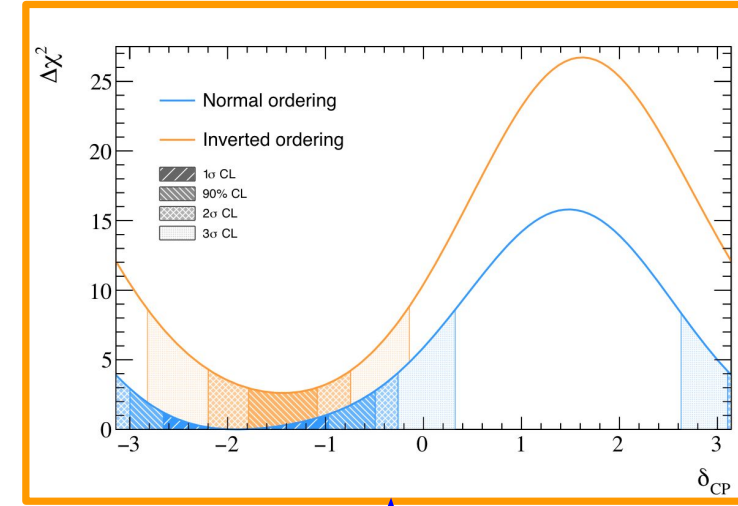 Δχ²
25
20
15
10
5
0
Normal ordering
Inverted ordering
1σ CL
90% CL
2σ CL
3σ CL
−3 −2 −1 0 1 2 3
δCP